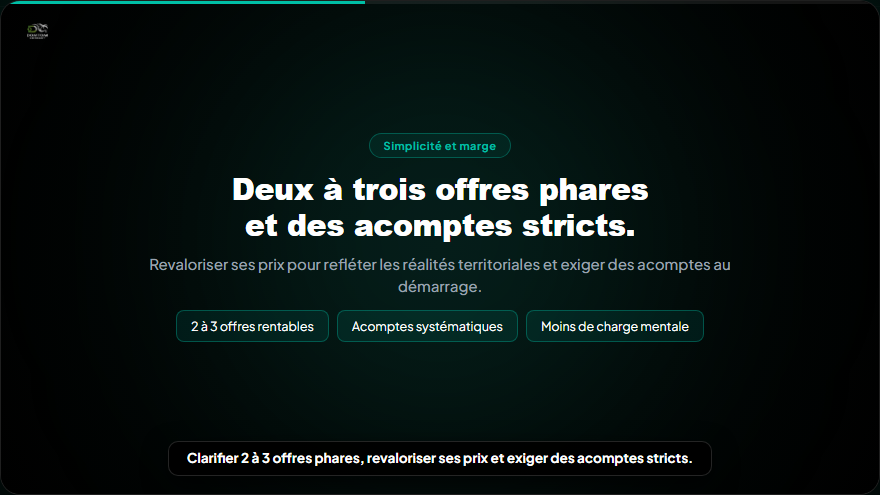 Simplicité et marge
Deux à trois offres phares
et des acomptes stricts.
Revaloriser ses prix pour refléter les réalités territoriales et exiger des acomptes au
démarrage.
2 à 3 offres rentables
Acomptes systématiques
Moins de charge mentale
Clarifier 2 à 3 offres phares, revaloriser ses prix et exiger des acomptes stricts.